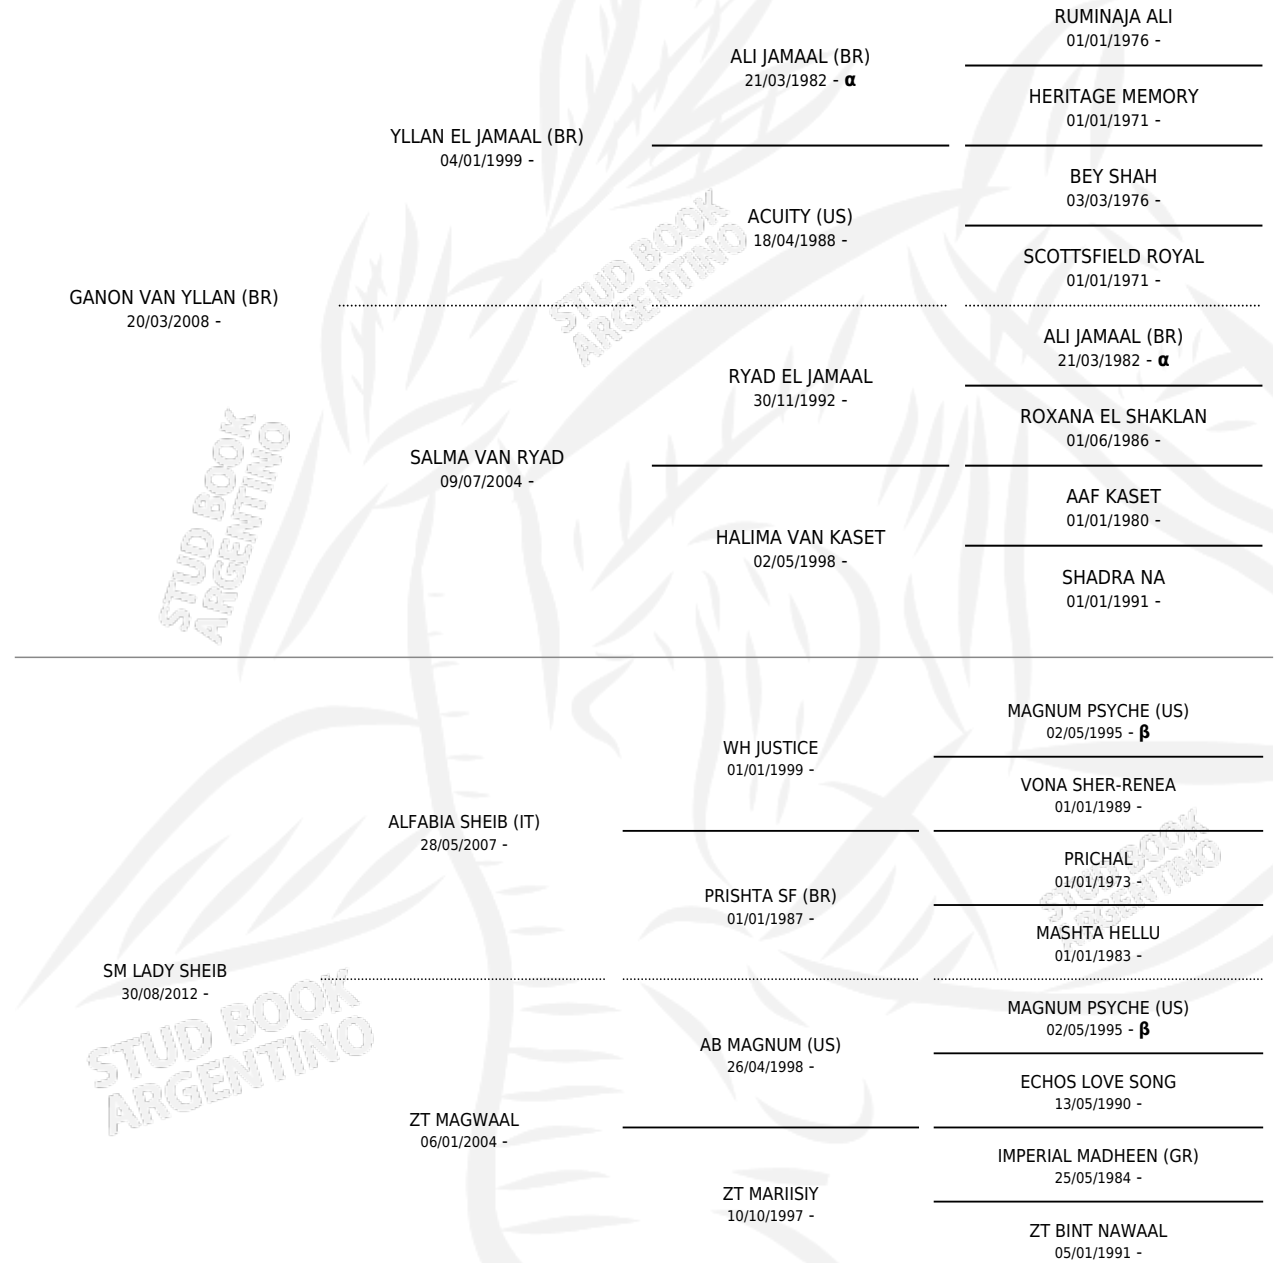 RUMINAJA ALI
01/01/1976 -
ALI JAMAAL (BR)
21/03/1982 - α
HERITAGE MEMORY
01/01/1971 -
YLLAN EL JAMAAL (BR)
04/01/1999 -
BEY SHAH
03/03/1976 -
ACUITY (US)
18/04/1988 -
SCOTTSFIELD ROYAL
01/01/1971 -
GANON VAN YLLAN (BR)
20/03/2008 -
ALI JAMAAL (BR)
21/03/1982 - α
RYAD EL JAMAAL
30/11/1992 -
ROXANA EL SHAKLAN
01/06/1986 -
SALMA VAN RYAD
09/07/2004 -
AAF KASET
01/01/1980 -
HALIMA VAN KASET
02/05/1998 -
SHADRA NA
01/01/1991 -
MAGNUM PSYCHE (US)
02/05/1995 - β
WH JUSTICE
01/01/1999 -
VONA SHER-RENEA
01/01/1989 -
ALFABIA SHEIB (IT)
28/05/2007 -
PRICHAL
01/01/1973 -
PRISHTA SF (BR)
01/01/1987 -
MASHTA HELLU
01/01/1983 -
SM LADY SHEIB
30/08/2012 -
MAGNUM PSYCHE (US)
02/05/1995 - β
AB MAGNUM (US)
26/04/1998 -
ECHOS LOVE SONG
13/05/1990 -
ZT MAGWAAL
06/01/2004 -
IMPERIAL MADHEEN (GR)
25/05/1984 -
ZT MARIISIY
10/10/1997 -
ZT BINT NAWAAL
05/01/1991 -
STUD BOOK
ARGENTINO
STUD BOOK
ARGENTINO
STUD BOOK
ARGENTINO
STUD BOOK
ARGENTINO